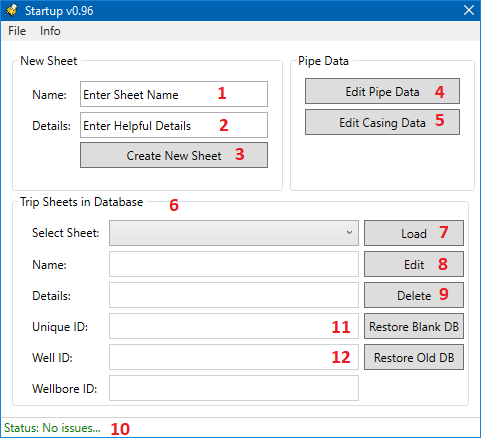 Startup v0.96
File Info
New Sheet
Pipe Data
Name: Enter Sheet Name 1
Edit Pipe Data 4
Details: Enter Helpful Details 2
Edit Casing Data 5
Create New Sheet 3
Trip Sheets in Database 6
Select Sheet: Load 7
Name: Edit 8
Details: Delete 9
Unique ID: 11 Restore Blank DB
Well ID: 12 Restore Old DB
Wellbore ID:
Status: No issues... 10